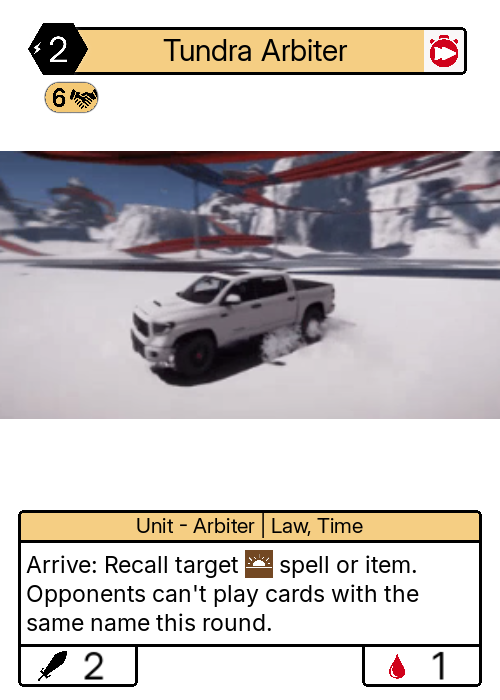 2
Tundra Arbiter
6
Unit - Arbiter | Law, Time
Arrive: Recall target spell or item.
Opponents can't play cards with the
same name this round.
2
1